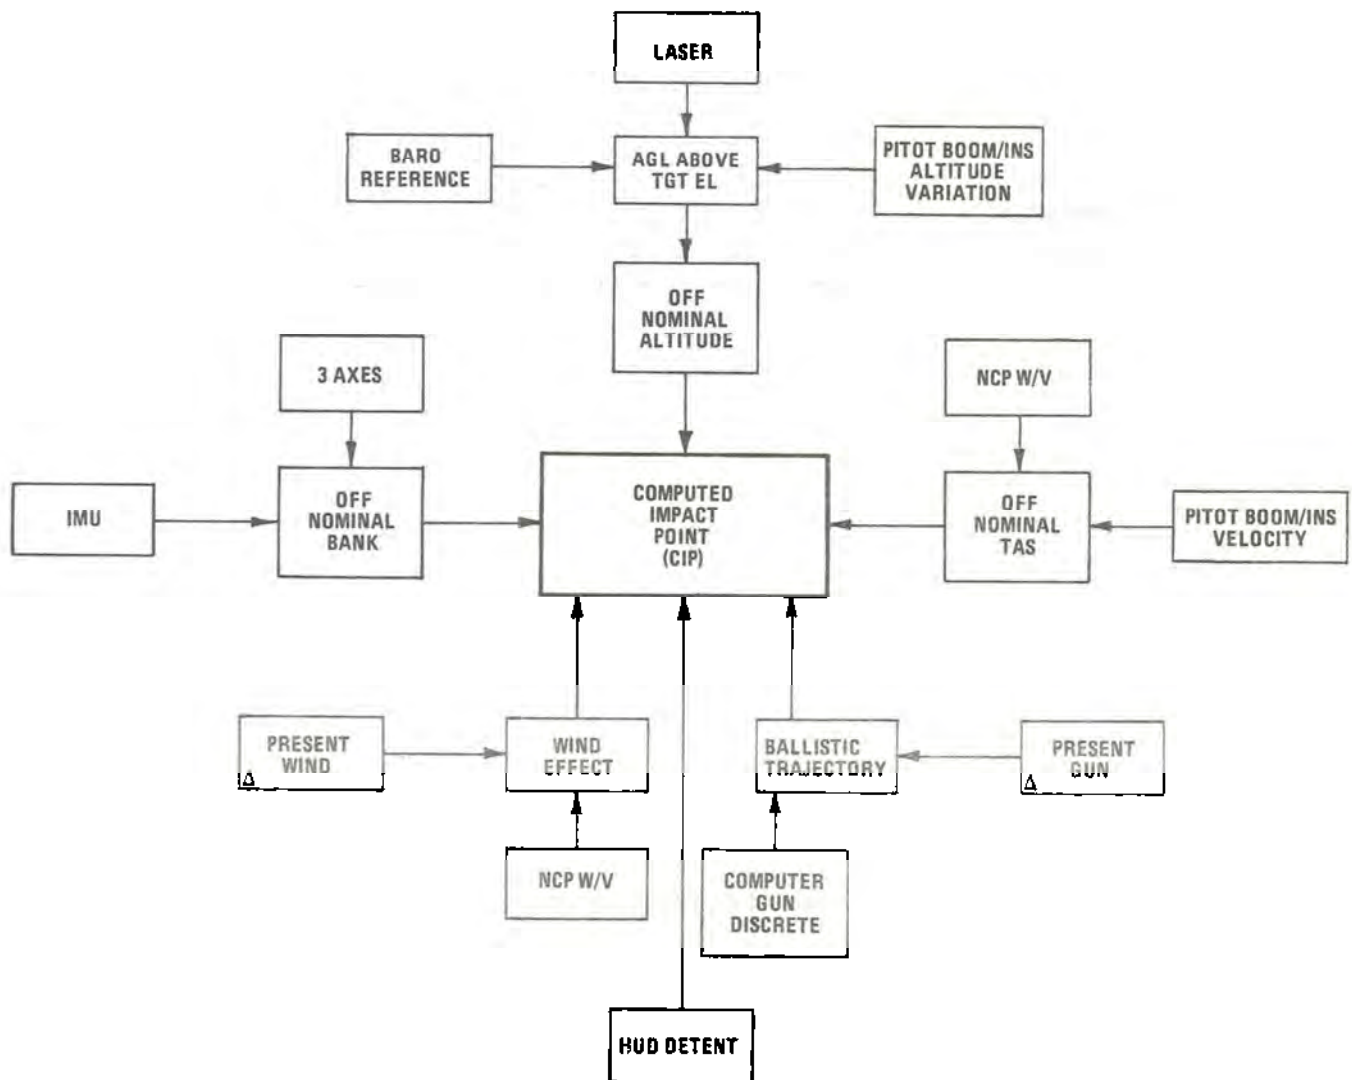 LASER
BARO
REFERENCE
AGL ABOVE
TGT EL
PITOT BOOM/INS
ALTITUDE
VARIATION
OFF
NOMINAL
ALTITUDE
3 AXES
NCP W/V
IMU
OFF
NOMINAL
BANK
COMPUTED
IMPACT
POINT
(CIP)
OFF
NOMINAL
TAS
PITOT BOOM/INS
VELOCITY
PRESENT
WIND
Δ
WIND
EFFECT
BALLISTIC
TRAJECTORY
PRESENT
GUN
Δ
NCP W/V
COMPUTER
GUN
DISCRETE
HUD DETENT